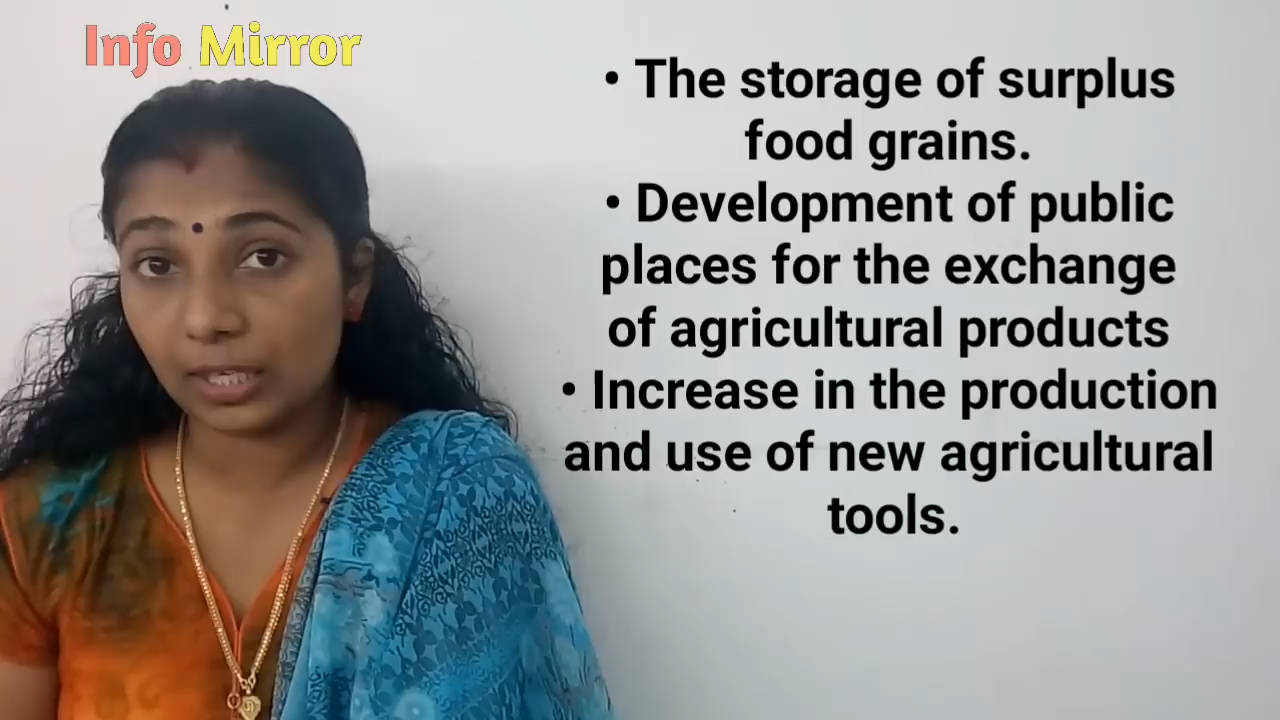 Info Mirror
• The storage of surplus
food grains.
• Development of public
places for the exchange
of agricultural products
• Increase in the production
and use of new agricultural
tools.